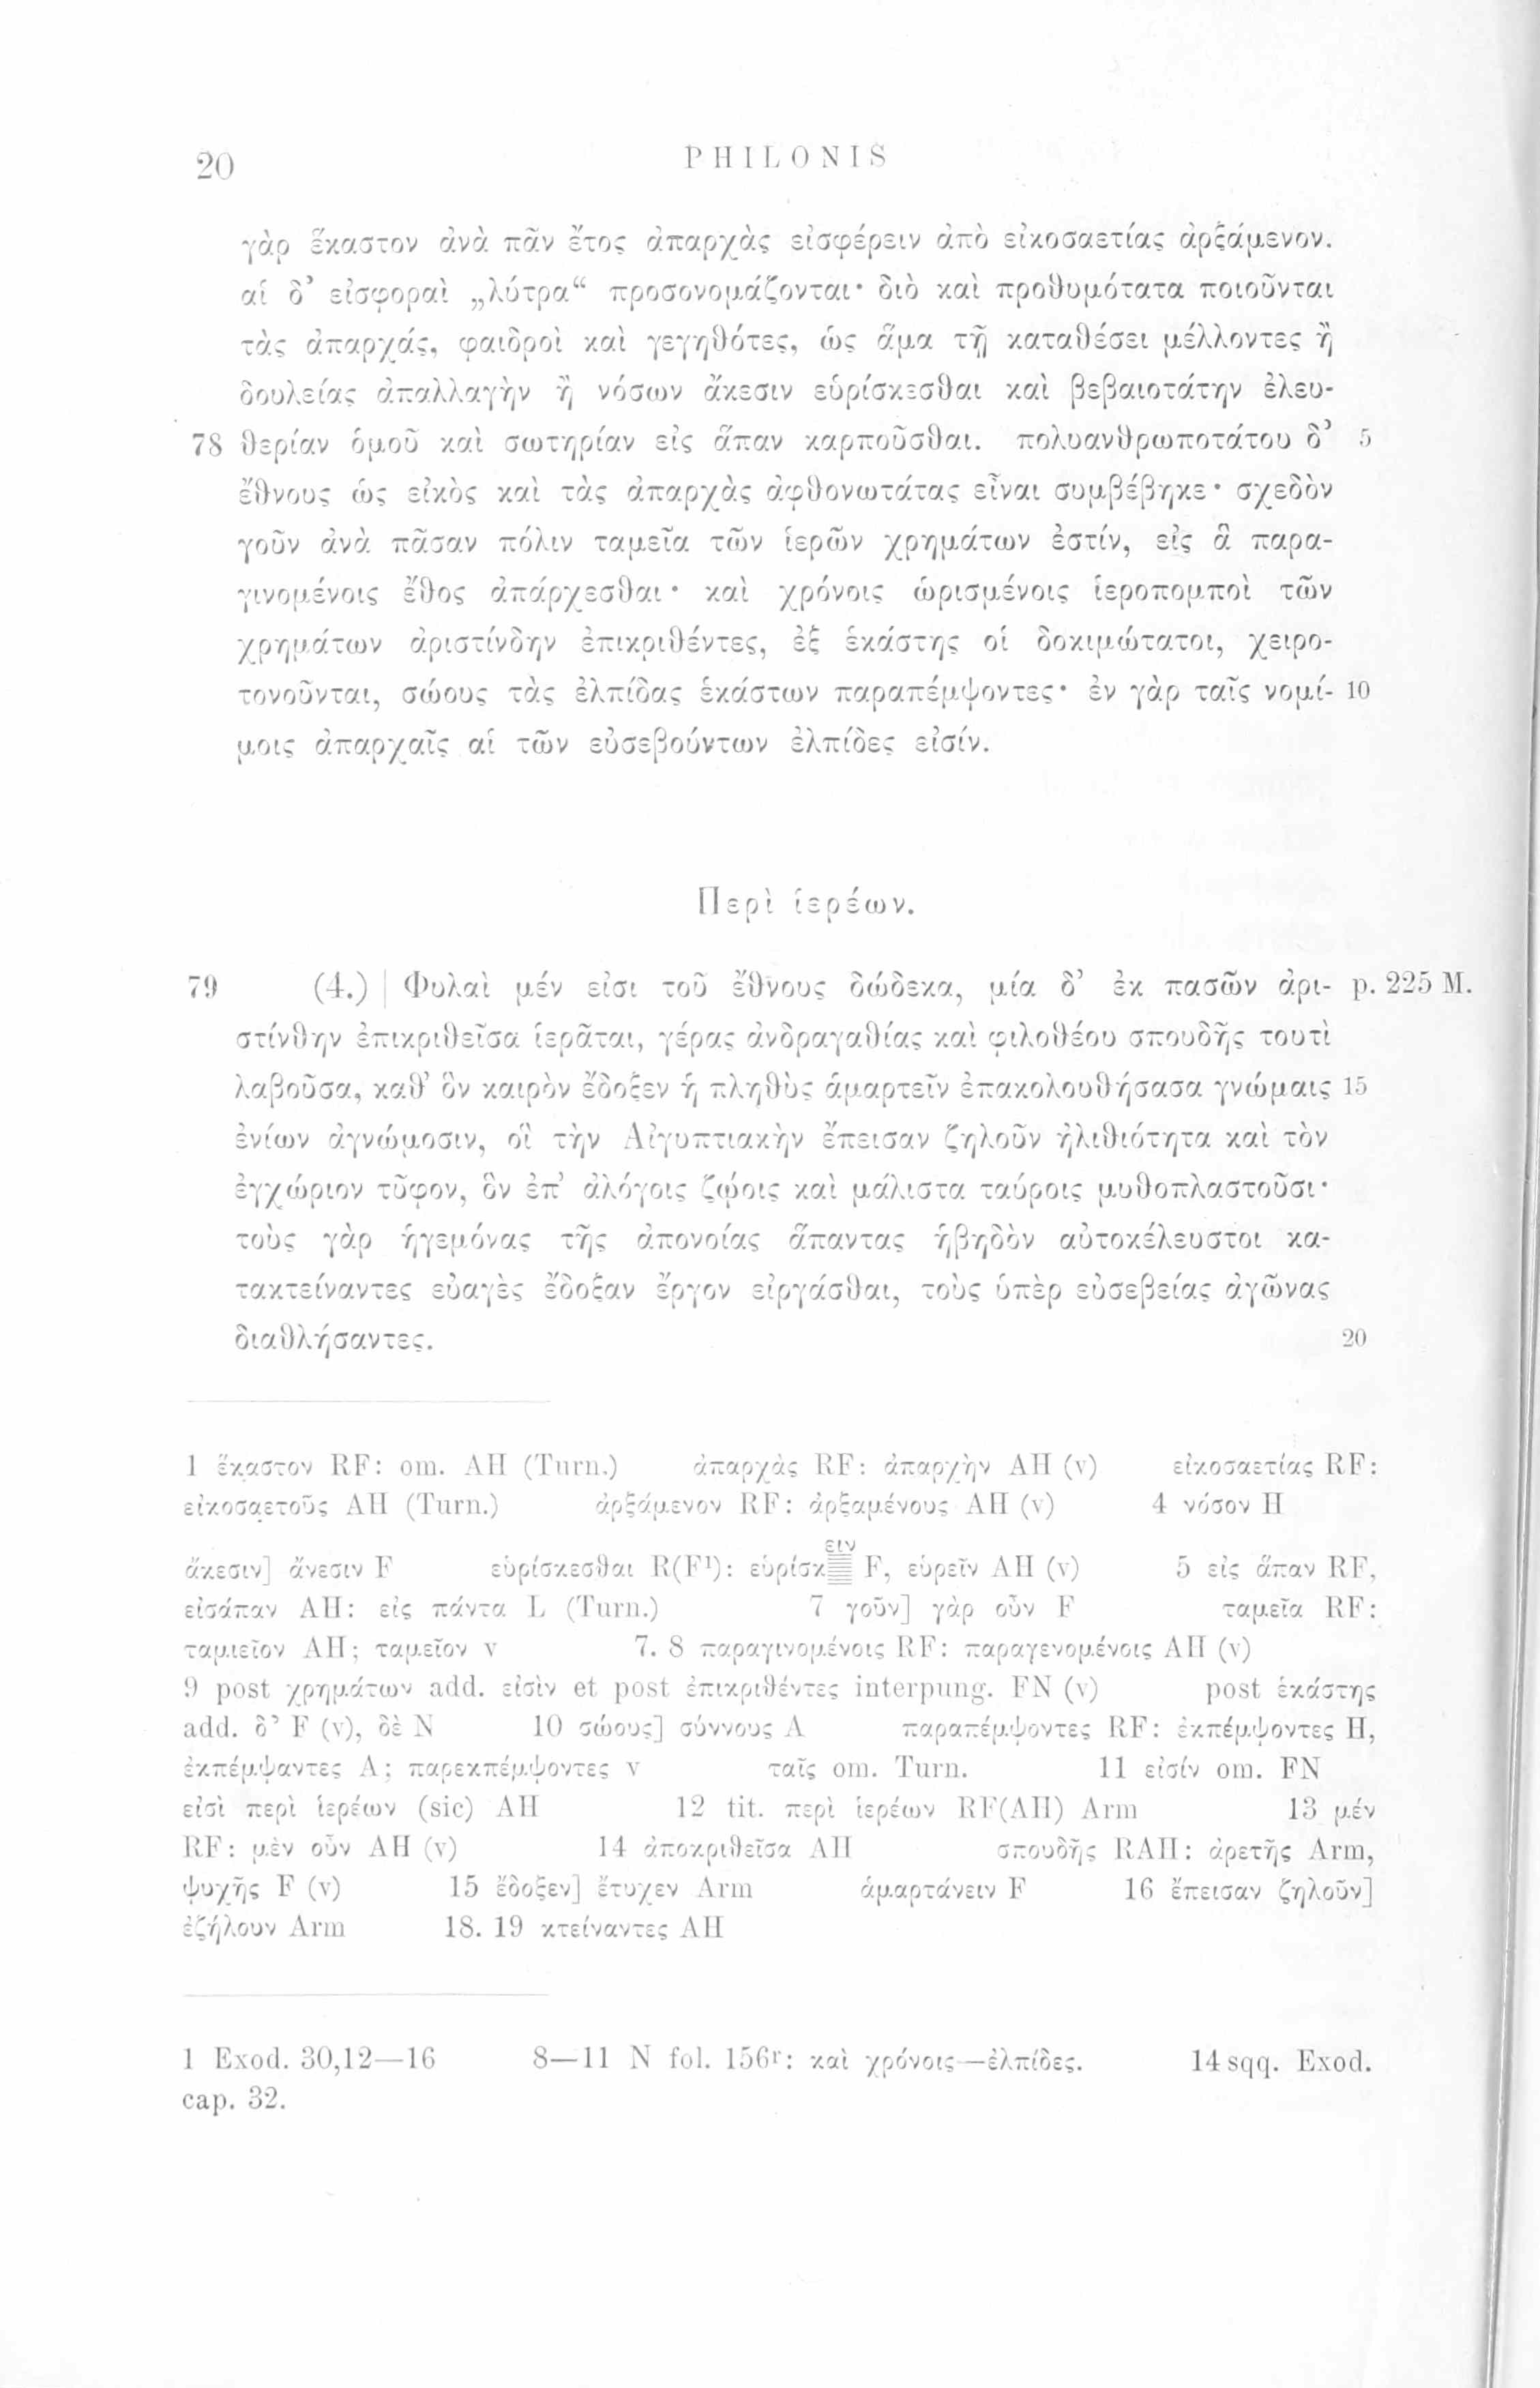 20 PHILONIS
γὰρ ἕκαστον ἀνὰ πᾶν ἔτος ἀπαρχὰς εἰσφέρειν ἀπὸ εἰκοσαετίας ἀρξάμενον.
αἱ δ’ εἰσφοραὶ „λύτρα“ προσονομάζονται· διὸ καὶ προθυμότατα ποιοῦνται
τὰς ἀπαρχάς, φαιδροὶ καὶ γεγηθότες, ὡς ἅμα τῇ καταθέσει μέλλοντες ἢ
δουλείας ἀπαλλαγὴν ἢ νόσων ἄκεσιν εὑρίσκεσθαι καὶ βεβαιοτάτην ἐλευ-
78 θερίαν ὁμοῦ καὶ σωτηρίαν εἰς ἅπαν καρποῦσθαι. πολυανθρωποτάτου δ’ 5
ἔθνους ὡς εἰκὸς καὶ τὰς ἀπαρχὰς ἀφθονωτάτας εἶναι συμβέβηκε· σχεδὸν
γοῦν ἀνὰ πᾶσαν πόλιν ταμεῖα τῶν ἱερῶν χρημάτων ἐστίν, εἰς ἃ παρα-
γινομένοις ἔθος ἀπάρχεσθαι· καὶ χρόνοις ὡρισμένοις ἱεροπομποὶ τῶν
χρημάτων ἀριστίνδην ἐπικριθέντες, ἐξ ἑκάστης οἱ δοκιμώτατοι, χειρο-
τονοῦνται, σώους τὰς ἐλπίδας ἑκάστων παραπέμψοντες· ἐν γὰρ ταῖς νομί- 10
μοις ἀπαρχαῖς αἱ τῶν εὐσεβούντων ἐλπίδες εἰσίν.
Περὶ ἱερέων.
79 (4.) | Φυλαὶ μέν εἰσι τοῦ ἔθνους δώδεκα, μία δ’ ἐκ πασῶν ἀρι- p. 225 M.
στίνθην ἐπικριθεῖσα ἱερᾶται, γέρας ἀνδραγαθίας καὶ φιλοθέου σπουδῆς τουτὶ
λαβοῦσα, καθ’ ὃν καιρὸν ἔδοξεν ἡ πληθὺς ἁμαρτεῖν ἐπακολουθήσασα γνώμαις 15
ἐνίων ἀγνώμοσιν, οἳ τὴν Αἰγυπτιακὴν ἔπεισαν ζηλοῦν ἠλιθιότητα καὶ τὸν
ἐγχώριον τῦφον, ὃν ἐπ’ ἀλόγοις ζῴοις καὶ μάλιστα ταύροις μυθοπλαστοῦσι·
τοὺς γὰρ ἡγεμόνας τῆς ἀπονοίας ἅπαντας ἡβηδὸν αὐτοκέλευστοι κα-
τακτείναντες εὐαγὲς ἔδοξαν ἔργον εἰργάσθαι, τοὺς ὑπὲρ εὐσεβείας ἀγῶνας
διαθλήσαντες. 20
1 ἕκαστον RF: om. AH (Turn.) ἀπαρχὰς RF: ἀπαρχὴν AH (v) εἰκοσαετίας RF:
εἰκοσαετοῦς AH (Turn.) ἀρξάμενον RF: ἀρξαμένους AH (v) 4 νόσον H
ειν
ἄκεσιν] ἄνεσιν F εὑρίσκεσθαι R(F¹): εὑρίσκ F, εὑρεῖν AH (v) 5 εἰς ἅπαν RF,
εἰσάπαν AH: εἰς πάντα L (Turn.) 7 γοῦν] γὰρ οὖν F ταμεῖα RF:
ταμιεῖον AH; ταμεῖον v 7. 8 παραγινομένοις RF: παραγενομένοις AH (v)
9 post χρημάτων add. εἰσὶν et post ἐπικριθέντες interpung. FN (v) post ἑκάστης
add. δ’ F (v), δὲ N 10 σώους] σύννους A παραπέμψοντες RF: ἐκπέμψοντες H,
ἐκπέμψαντες A; παρεκπέμψοντες v ταῖς om. Turn. 11 εἰσίν om. FN
εἰσὶ περὶ ἱερέων (sic) AH 12 tit. περὶ ἱερέων RF(AH) Arm 13 μέν
RF: μὲν οὖν AH (v) 14 ἀποκριθεῖσα AH σπουδῆς RAH: ἀρετῆς Arm,
ψυχῆς F (v) 15 ἔδοξεν] ἔτυχεν Arm ἁμαρτάνειν F 16 ἔπεισαν ζηλοῦν]
ἐζήλουν Arm 18. 19 κτείναντες AH
1 Exod. 30,12—16 8—11 N fol. 156ʳ: καὶ χρόνοις—ἐλπίδες. 14 sqq. Exod.
cap. 32.